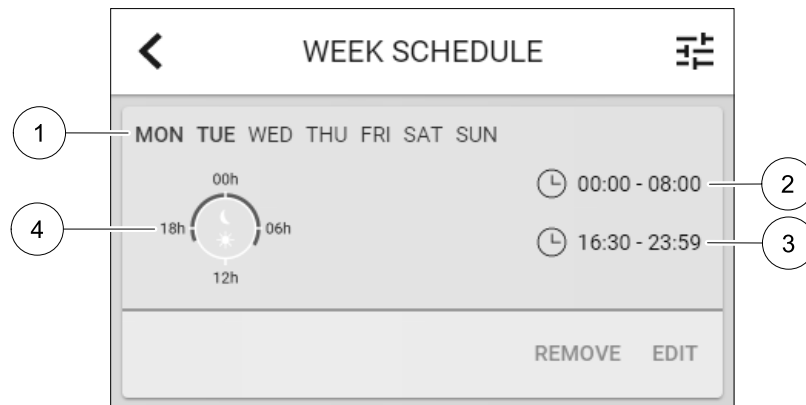 WEEK SCHEDULE
1
MON TUE WED THU FRI SAT SUN
00h
00:00 - 08:00
2
4
18h
06h
16:30 - 23:59
3
12h
REMOVE EDIT